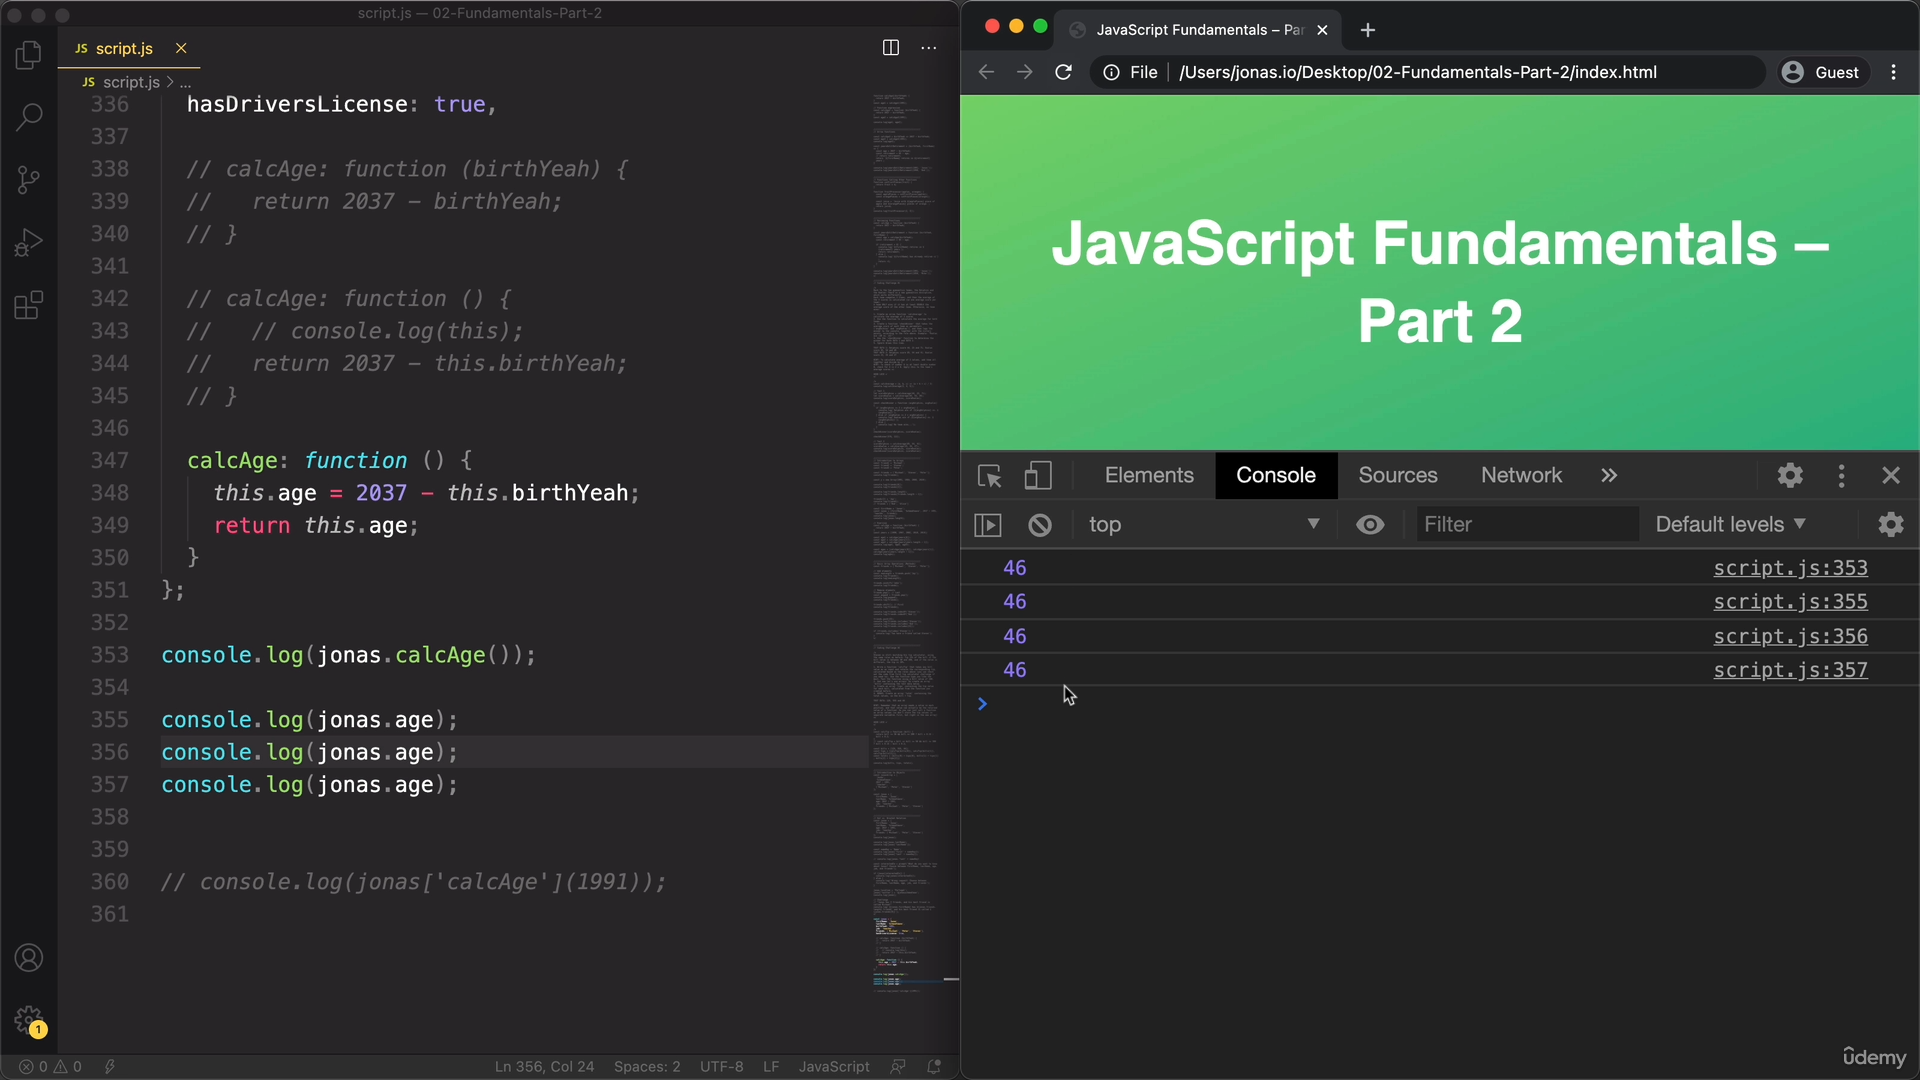 script.js — 02-Fundamentals-Part-2
JS script.js
JS script.js > ...
336 hasDriversLicense: true,
337
338 // calcAge: function (birthYeah) {
339 //   return 2037 - birthYeah;
340 // }
341
342 // calcAge: function () {
343 //   // console.log(this);
344 //   return 2037 - this.birthYeah;
345 // }
346
347 calcAge: function () {
348 this.age = 2037 - this.birthYeah;
349 return this.age;
350 }
351 };
352
353 console.log(jonas.calcAge());
354
355 console.log(jonas.age);
356 console.log(jonas.age);
357 console.log(jonas.age);
358
359
360 // console.log(jonas['calcAge'](1991));
361
1
0 0 Ln 356, Col 24 Spaces: 2 UTF-8 LF JavaScript
JavaScript Fundamentals – Par
File /Users/jonas.io/Desktop/02-Fundamentals-Part-2/index.html Guest
JavaScript Fundamentals –
Part 2
Elements Console Sources Network »
top Filter Default levels
46 script.js:353
46 script.js:355
46 script.js:356
46 script.js:357
>
ûdemy